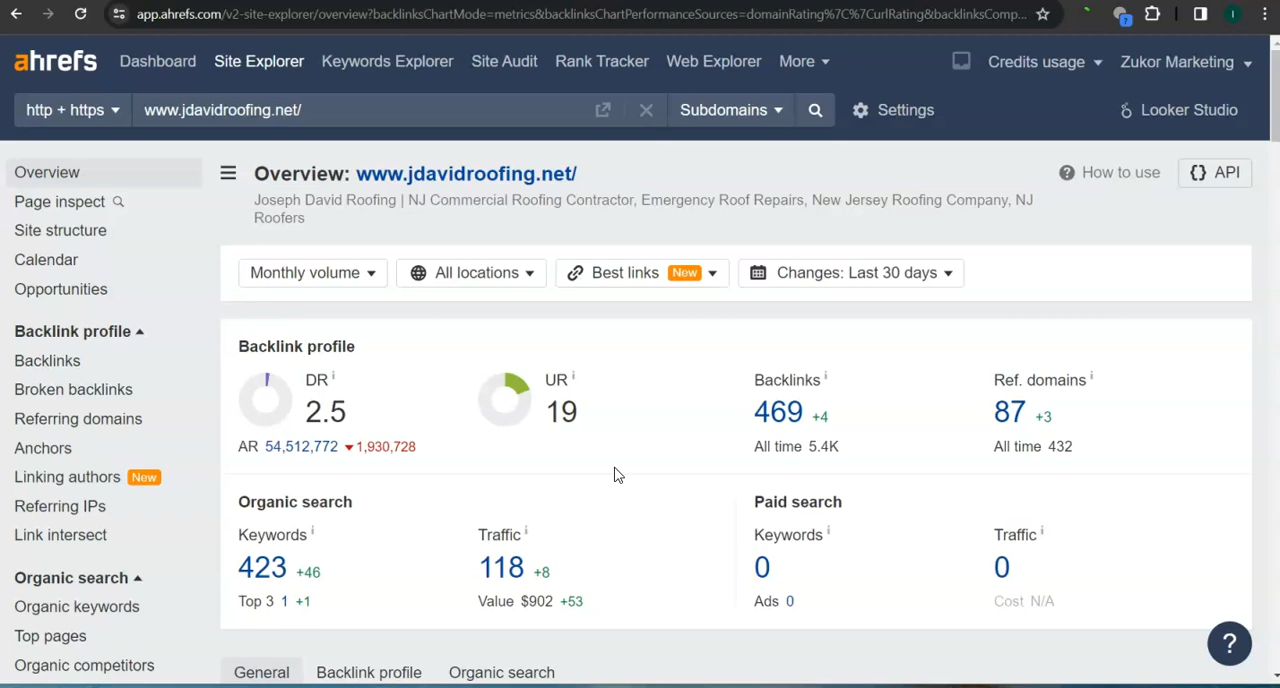 app.ahrefs.com/v2-site-explorer/overview?backlinksChartMode=metrics&backlinksChartPerformanceSources=domainRating%7C%7CurlRating&backlinksComp...
7
I
ahrefs Dashboard Site Explorer Keywords Explorer Site Audit Rank Tracker Web Explorer More Credits usage Zukor Marketing
http + https www.jdavidroofing.net/ Subdomains Settings Looker Studio
Overview
Page inspect
Site structure
Calendar
Opportunities
Backlink profile
Backlinks
Broken backlinks
Referring domains
Anchors
Linking authors New
Referring IPs
Link intersect
Organic search
Organic keywords
Top pages
Organic competitors
Overview: www.jdavidroofing.net/ ? How to use {} API
Joseph David Roofing | NJ Commercial Roofing Contractor, Emergency Roof Repairs, New Jersey Roofing Company, NJ
Roofers
Monthly volume All locations Best links New Changes: Last 30 days
Backlink profile
DR i UR i Backlinks i Ref. domains i
2.5 19 469 +4 87 +3
AR 54,512,772 1,930,728 All time 5.4K All time 432
Organic search Paid search
Keywords i Traffic i Keywords i Traffic i
423 +46 118 +8 0 0
Top 3 1 +1 Value $902 +53 Ads 0 Cost N/A
?
General Backlink profile Organic search